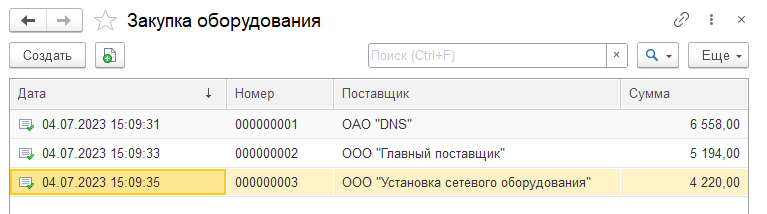 Закупка оборудования
Создать Поиск (Ctrl+F) × Еще
Дата ↓ Номер Поставщик Сумма
04.07.2023 15:09:31 000000001 ОАО "DNS" 6 558,00
04.07.2023 15:09:33 000000002 ООО "Главный поставщик" 5 194,00
04.07.2023 15:09:35 000000003 ООО "Установка сетевого оборудования" 4 220,00